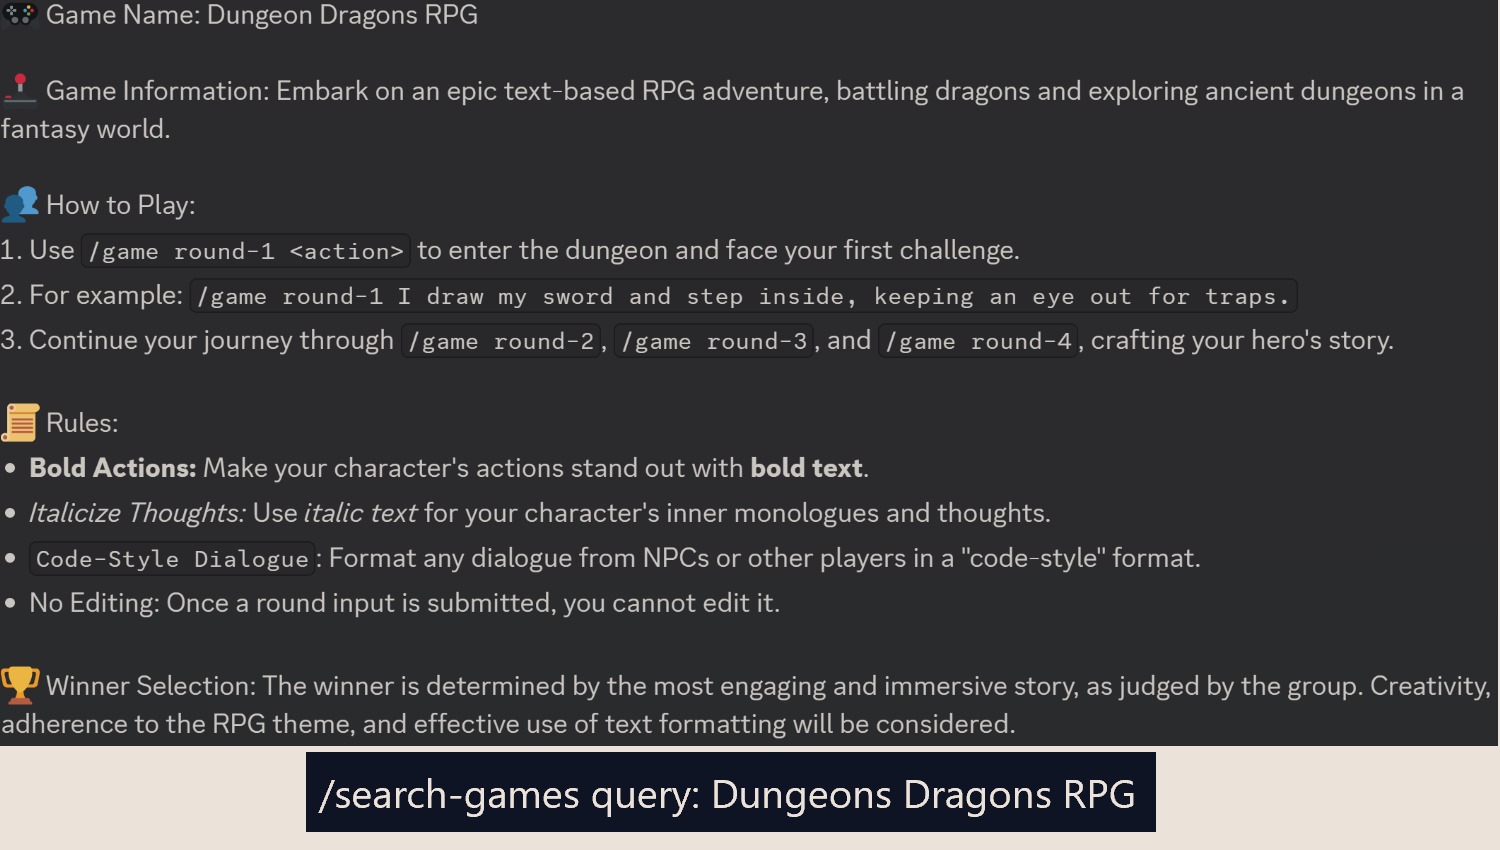 Game Name: Dungeon Dragons RPG
Game Information: Embark on an epic text-based RPG adventure, battling dragons and exploring ancient dungeons in a
fantasy world.
How to Play:
1. Use /game round-1 <action> to enter the dungeon and face your first challenge.
2. For example: /game round-1 I draw my sword and step inside, keeping an eye out for traps.
3. Continue your journey through /game round-2, /game round-3, and /game round-4, crafting your hero's story.
Rules:
• Bold Actions: Make your character's actions stand out with bold text.
• Italicize Thoughts: Use italic text for your character's inner monologues and thoughts.
• Code-Style Dialogue: Format any dialogue from NPCs or other players in a "code-style" format.
• No Editing: Once a round input is submitted, you cannot edit it.
Winner Selection: The winner is determined by the most engaging and immersive story, as judged by the group. Creativity,
adherence to the RPG theme, and effective use of text formatting will be considered.
/search-games query: Dungeons Dragons RPG